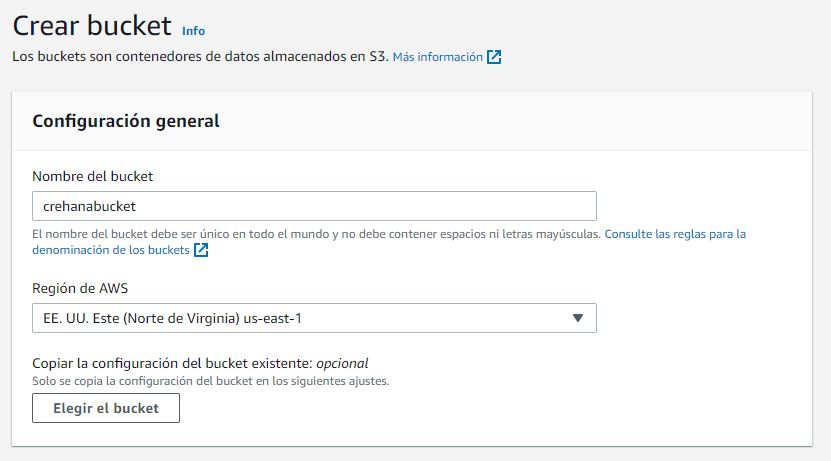 Crear bucket Info
Los buckets son contenedores de datos almacenados en S3. Más información
Configuración general
Nombre del bucket
crehanabucket
El nombre del bucket debe ser único en todo el mundo y no debe contener espacios ni letras mayúsculas. Consulte las reglas para la
denominación de los buckets
Región de AWS
EE. UU. Este (Norte de Virginia) us-east-1
Copiar la configuración del bucket existente: opcional
Solo se copia la configuración del bucket en los siguientes ajustes.
Elegir el bucket